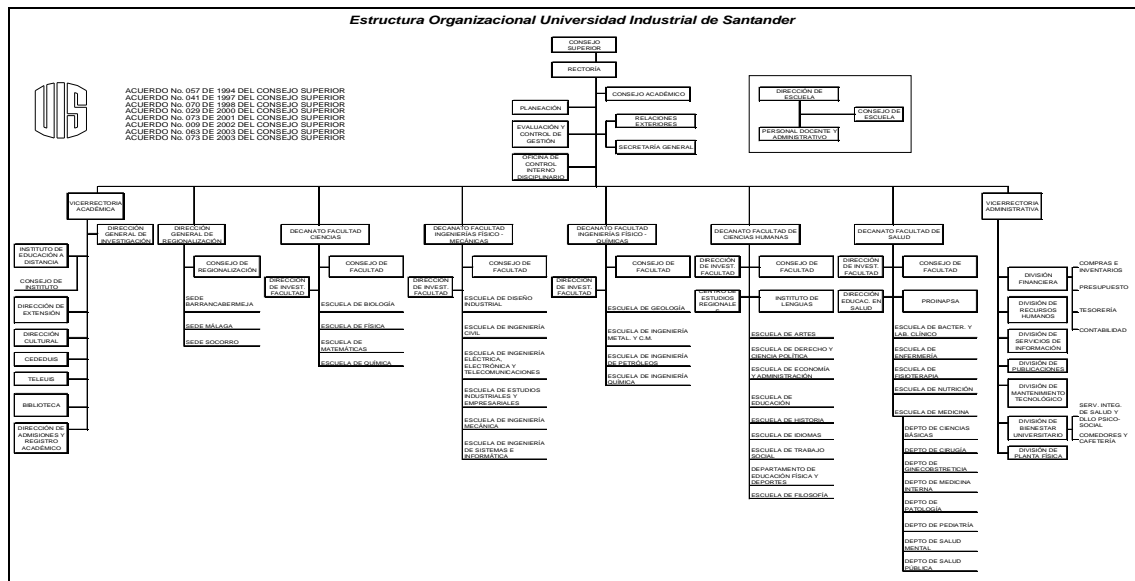 Estructura Organizacional Universidad Industrial de Santander
CONSEJO
SUPERIOR
RECTORÍA
UIS
ACUERDO No. 057 DE 1994 DEL CONSEJO SUPERIOR
ACUERDO No. 041 DE 1997 DEL CONSEJO SUPERIOR
ACUERDO No. 070 DE 1998 DEL CONSEJO SUPERIOR
ACUERDO No. 029 DE 2000 DEL CONSEJO SUPERIOR
ACUERDO No. 073 DE 2001 DEL CONSEJO SUPERIOR
ACUERDO No. 009 DE 2002 DEL CONSEJO SUPERIOR
ACUERDO No. 063 DE 2003 DEL CONSEJO SUPERIOR
ACUERDO No. 073 DE 2003 DEL CONSEJO SUPERIOR
CONSEJO ACADÉMICO
PLANEACIÓN
RELACIONES
EXTERIORES
EVALUACIÓN Y
CONTROL DE
GESTIÓN
SECRETARÍA GENERAL
OFICINA DE
CONTROL
INTERNO
DISCIPLINARIO
DIRECCIÓN DE
ESCUELA
CONSEJO DE
ESCUELA
PERSONAL DOCENTE Y
ADMINISTRATIVO
VICERRECTORIA
ACADÉMICA
DIRECCIÓN
GENERAL DE
INVESTIGACIÓN
INSTITUTO DE
EDUCACIÓN A
DISTANCIA
CONSEJO DE
INSTITUTO
DIRECCIÓN DE
EXTENSIÓN
DIRECCIÓN
CULTURAL
CEDEDUIS
TELEUIS
BIBLIOTECA
DIRECCIÓN DE
ADMISIONES Y
REGISTRO
ACADÉMICO
DIRECCIÓN
GENERAL DE
REGIONALIZACIÓN
CONSEJO DE
REGIONALIZACIÓN
SEDE
BARRANCABERMEJA
SEDE MÁLAGA
SEDE SOCORRO
DECANATO FACULTAD
CIENCIAS
CONSEJO DE
FACULTAD
DIRECCIÓN
DE INVEST.
FACULTAD
ESCUELA DE BIOLOGÍA
ESCUELA DE FÍSICA
ESCUELA DE
MATEMÁTICAS
ESCUELA DE QUÍMICA
DECANATO FACULTAD
INGENIERÍAS FÍSICO -
MECÁNICAS
CONSEJO DE
FACULTAD
DIRECCIÓN
DE INVEST.
FACULTAD
ESCUELA DE DISEÑO
INDUSTRIAL
ESCUELA DE INGENIERÍA
CIVIL
ESCUELA DE INGENIERÍA
ELÉCTRICA,
ELECTRÓNICA Y
TELECOMUNICACIONES
ESCUELA DE ESTUDIOS
INDUSTRIALES Y
EMPRESARIALES
ESCUELA DE INGENIERÍA
MECÁNICA
ESCUELA DE INGENIERÍA
DE SISTEMAS E
INFORMÁTICA
DECANATO FACULTAD
INGENIERÍAS FÍSICO -
QUÍMICAS
CONSEJO DE
FACULTAD
DIRECCIÓN
DE INVEST.
FACULTAD
ESCUELA DE GEOLOGÍA
ESCUELA DE INGENIERÍA
METAL. Y C.M.
ESCUELA DE INGENIERÍA
DE PETRÓLEOS
ESCUELA DE INGENIERÍA
QUÍMICA
DECANATO FACULTAD DE
CIENCIAS HUMANAS
DIRECCIÓN
DE INVEST.
FACULTAD
CONSEJO DE
FACULTAD
CENTRO DE
ESTUDIOS
REGIONALE
S
INSTITUTO DE
LENGUAS
ESCUELA DE ARTES
ESCUELA DE DERECHO Y
CIENCIA POLÍTICA
ESCUELA DE ECONOMÍA
Y ADMINISTRACIÓN
ESCUELA DE
EDUCACIÓN
ESCUELA DE HISTORIA
ESCUELA DE IDIOMAS
ESCUELA DE TRABAJO
SOCIAL
DEPARTAMENTO DE
EDUCACIÓN FÍSICA Y
DEPORTES
ESCUELA DE FILOSOFÍA
DECANATO FACULTAD DE
SALUD
DIRECCIÓN
DE INVEST.
FACULTAD
CONSEJO DE
FACULTAD
DIRECCIÓN
EDUCAC. EN
SALUD
PROINAPSA
ESCUELA DE BACTER. Y
LAB. CLÍNICO
ESCUELA DE
ENFERMERÍA
ESCUELA DE
FISIOTERAPIA
ESCUELA DE NUTRICIÓN
ESCUELA DE MEDICINA
DEPTO DE CIENCIAS
BÁSICAS
DEPTO DE CIRUGÍA
DEPTO DE
GINECOBSTRETICIA
DEPTO DE MEDICINA
INTERNA
DEPTO DE
PATOLOGÍA
DEPTO DE PEDIATRÍA
DEPTO DE SALUD
MENTAL
DEPTO DE SALUD
PÚBLICA
VICERRECTORIA
ADMINISTRATIVA
DIVISIÓN
FINANCIERA
COMPRAS E
INVENTARIOS
PRESUPUESTO
TESORERÍA
CONTABILIDAD
DIVISIÓN DE
RECURSOS
HUMANOS
DIVISIÓN DE
SERVICIOS DE
INFORMACIÓN
DIVISIÓN DE
PUBLICACIONES
DIVISIÓN DE
MANTENIMIENTO
TECNOLÓGICO
DIVISIÓN DE
BIENESTAR
UNIVERSITARIO
SERV. INTEG.
DE SALUD Y
DLLO PSICO-
SOCIAL
COMEDORES Y
CAFETERÍA
DIVISIÓN DE
PLANTA FÍSICA